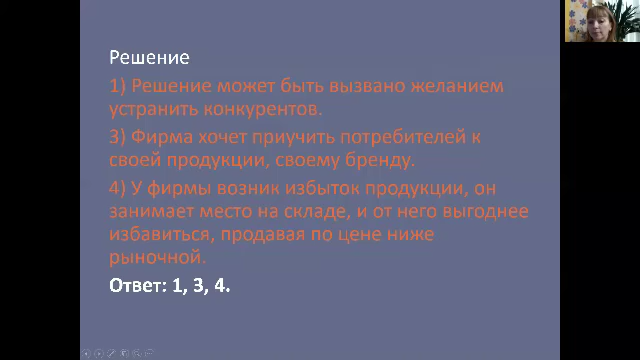 Решение
1) Решение может быть вызвано желанием
устранить конкурентов.
3) Фирма хочет приучить потребителей к
своей продукции, своему бренду.
4) У фирмы возник избыток продукции, он
занимает место на складе, и от него выгоднее
избавиться, продавая по цене ниже
рыночной.
Ответ: 1, 3, 4.